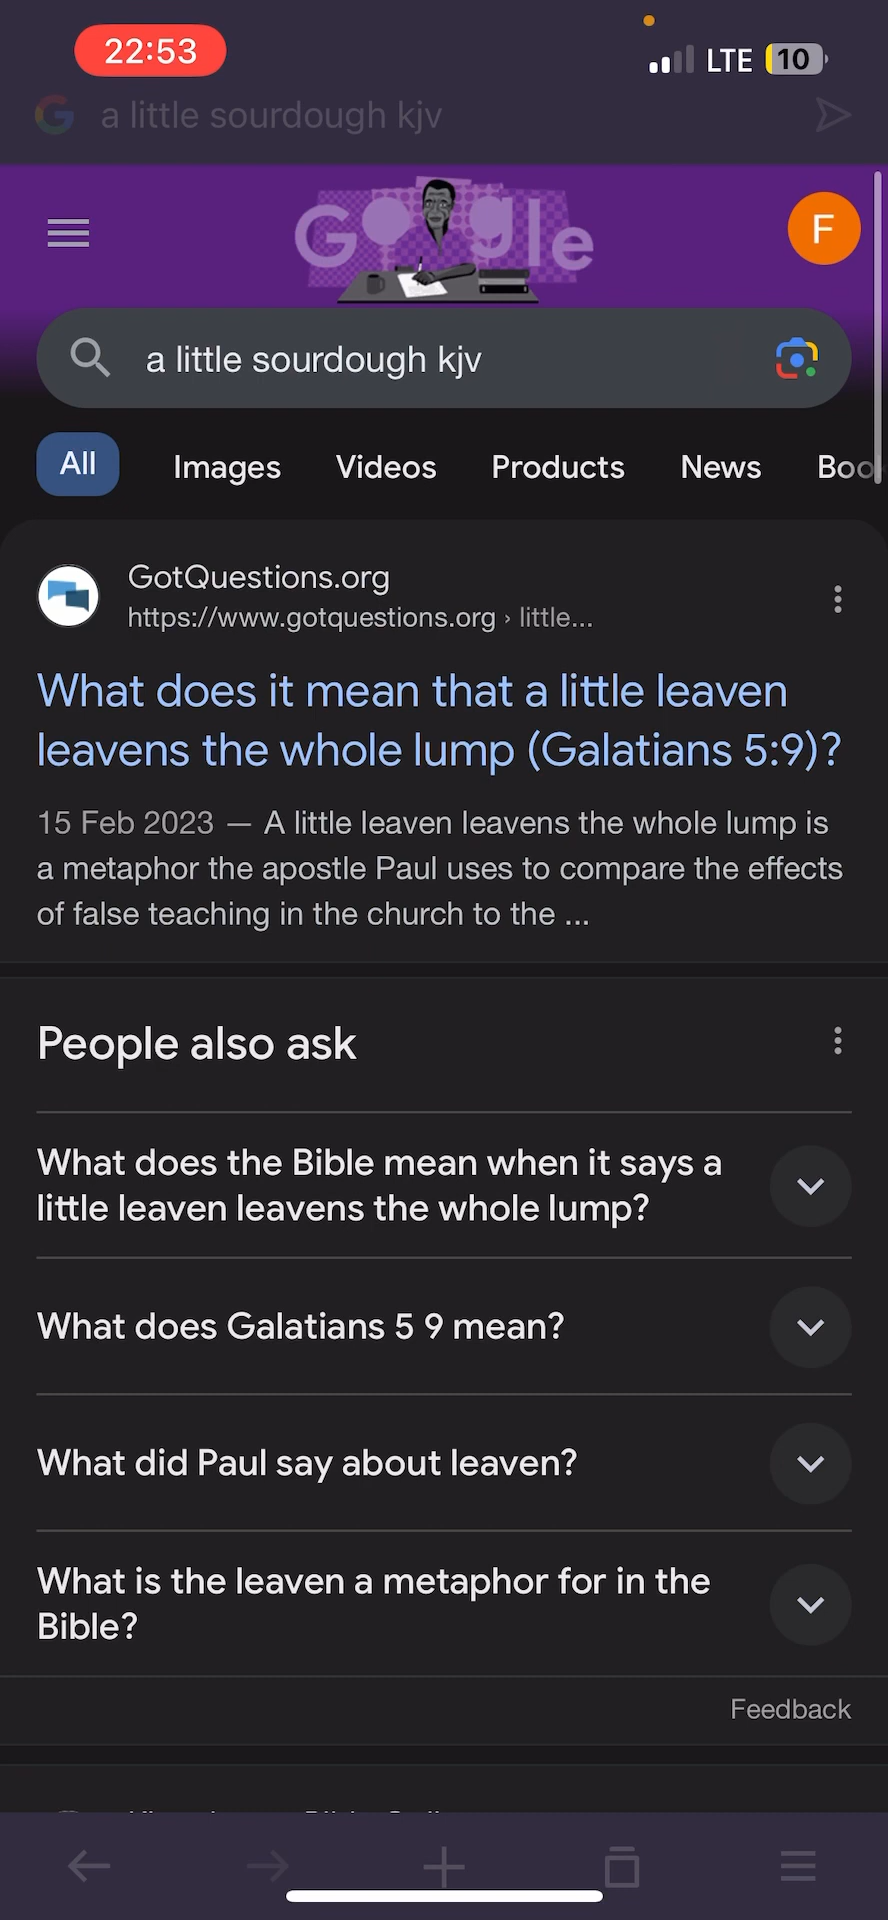 22:53
LTE 10
a little sourdough kjv
Google
F
a little sourdough kjv
All Images Videos Products News Boo
GotQuestions.org
https://www.gotquestions.org › little...
What does it mean that a little leaven
leavens the whole lump (Galatians 5:9)?
15 Feb 2023 — A little leaven leavens the whole lump is
a metaphor the apostle Paul uses to compare the effects
of false teaching in the church to the ...
People also ask
What does the Bible mean when it says a
little leaven leavens the whole lump?
What does Galatians 5 9 mean?
What did Paul say about leaven?
What is the leaven a metaphor for in the
Bible?
Feedback